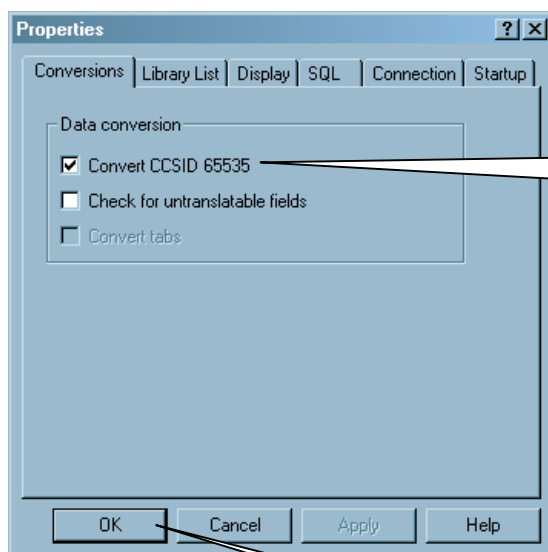 Properties
Conversions Library List Display SQL Connection Startup
Data conversion
Convert CCSID 65535
Check for untranslatable fields
Convert tabs
OK Cancel Apply Help